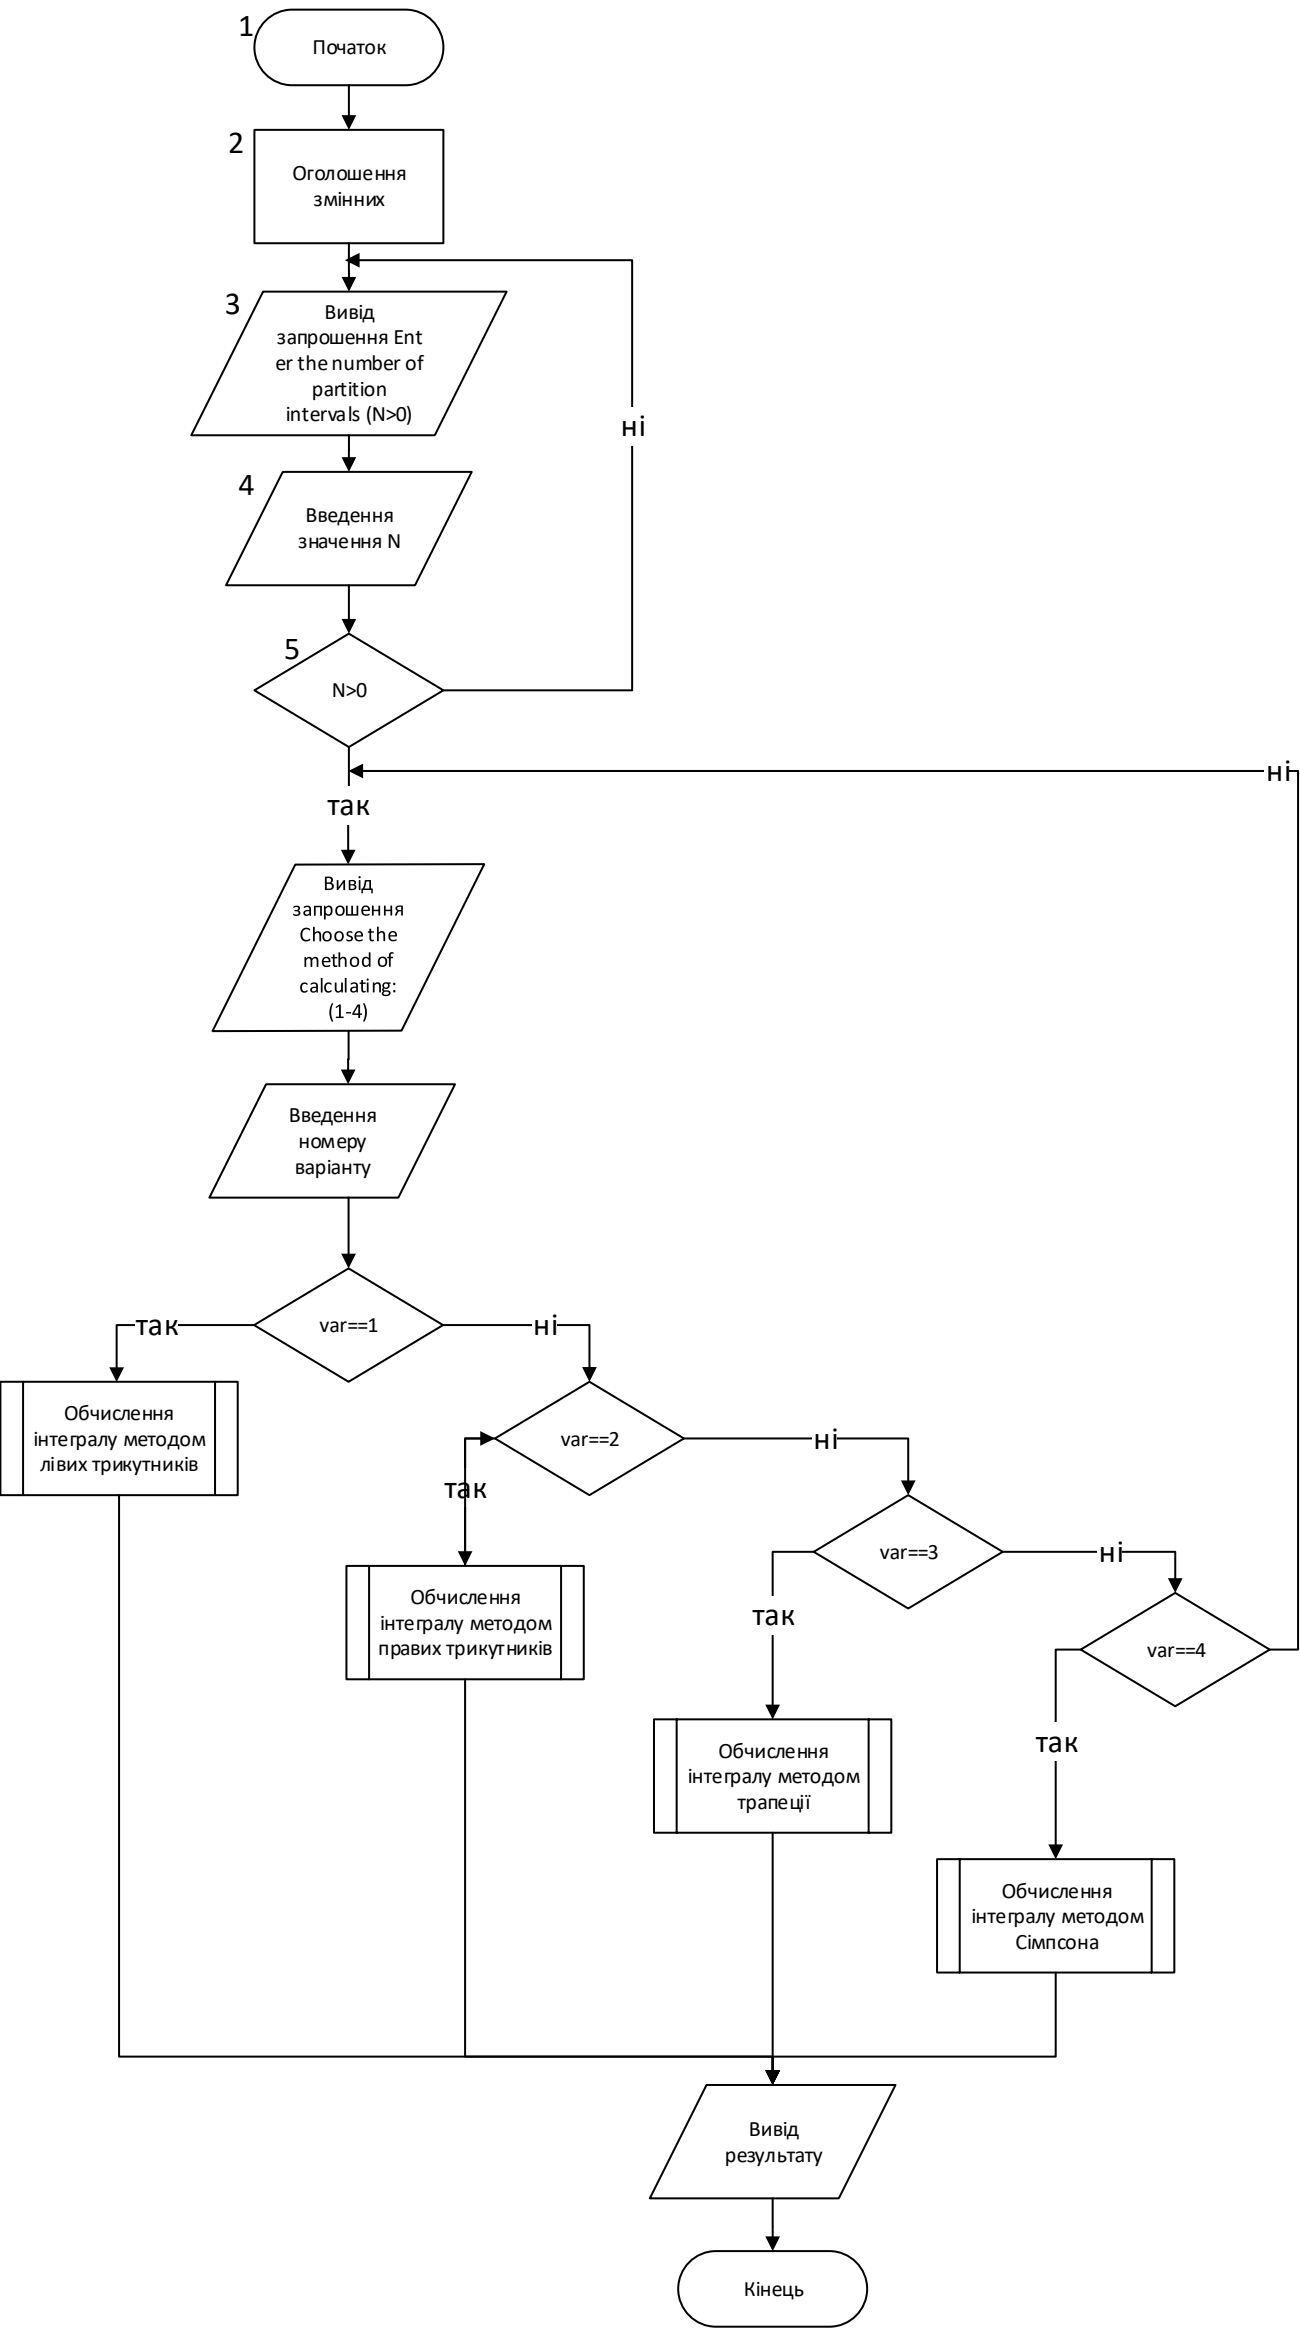 1
Початок
2
Оголошення
змінних
3
Вивід
запрошення Ent
er the number of
partition
intervals (N>0)
ні
4
Введення
значення N
5
N>0
ні
так
Вивід
запрошення
Choose the
method of
calculating:
(1-4)
Введення
номеру
варіанту
var==1
так
ні
Обчислення
інтегралу методом
лівих трикутників
var==2
ні
так
var==3
ні
Обчислення
інтегралу методом
правих трикутників
так
var==4
Обчислення
інтегралу методом
трапеції
так
Обчислення
інтегралу методом
Сімпсона
Вивід
результату
Кінець